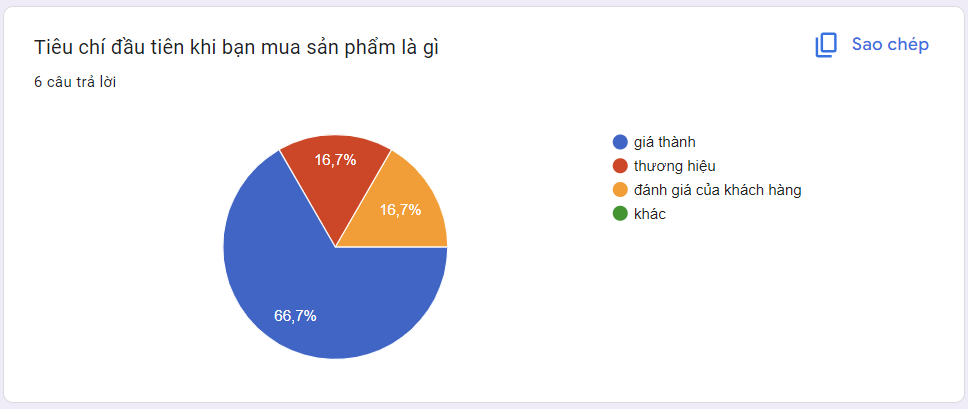 Tiêu chí đầu tiên khi bạn mua sản phẩm là gì
Sao chép
6 câu trả lời
giá thành
thương hiệu
đánh giá của khách hàng
khác
16,7%
16,7%
66,7%